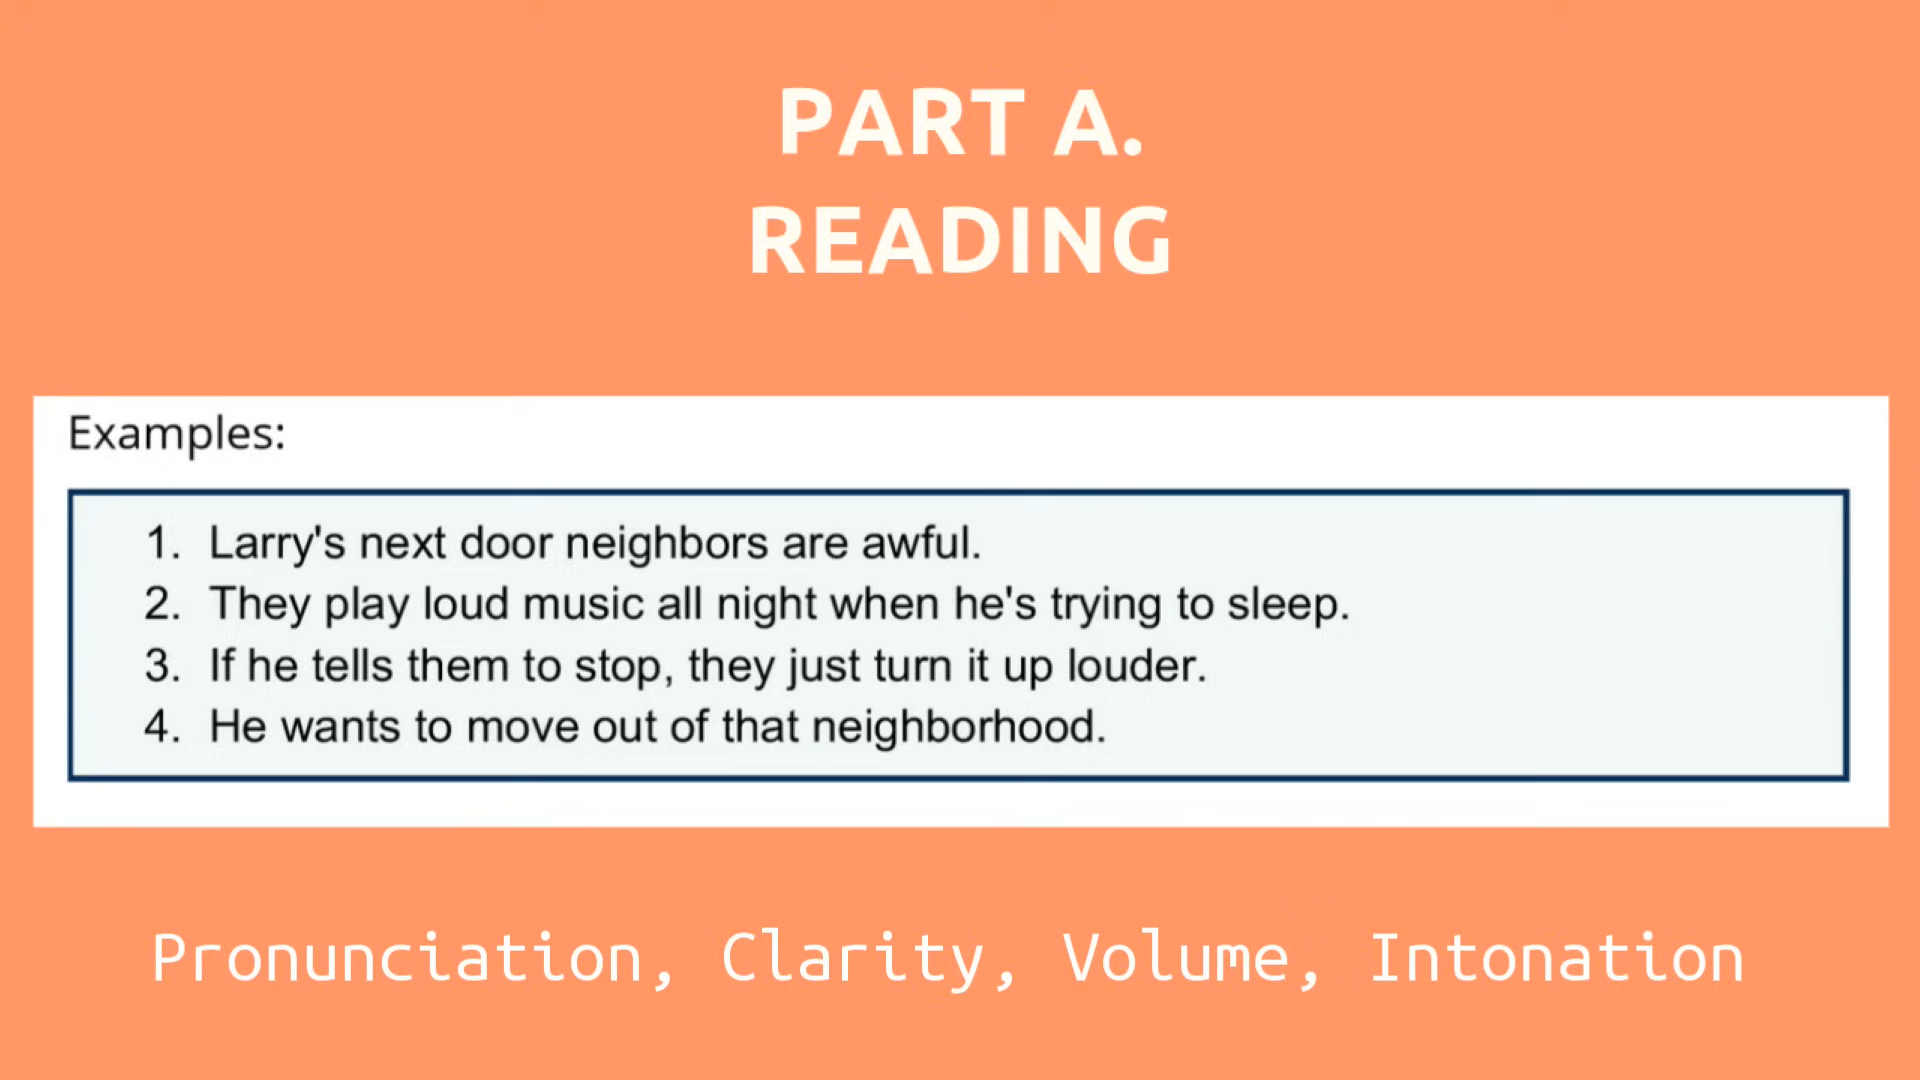 PART A.
READING
Examples:
1. Larry's next door neighbors are awful.
2. They play loud music all night when he's trying to sleep.
3. If he tells them to stop, they just turn it up louder.
4. He wants to move out of that neighborhood.
Pronunciation, Clarity, Volume, Intonation